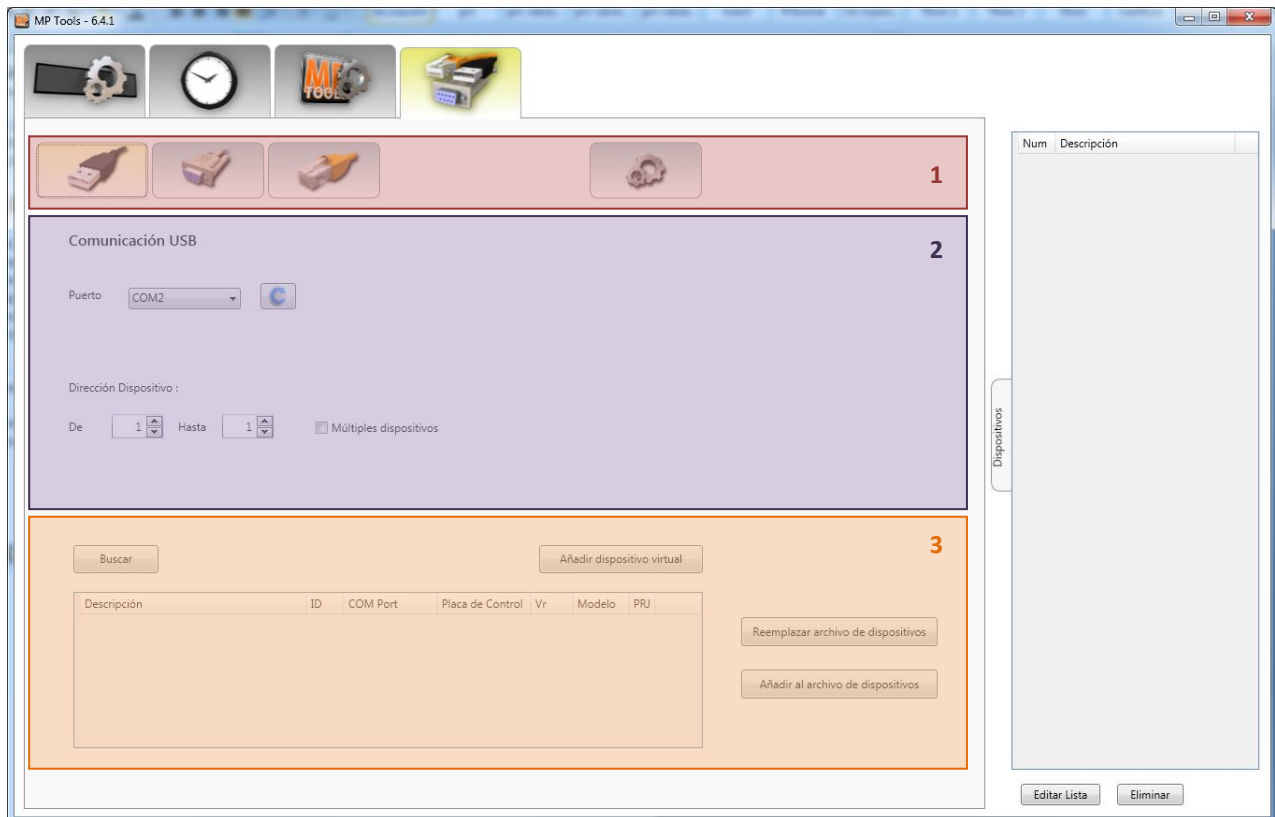 MP Tools - 6.4.1
MP
TOOL
1
Num Descripción
Comunicación USB
2
Puerto COM2
Dirección Dispositivo :
De 1 Hasta 1 Múltiples dispositivos
Dispositivos
3
Buscar Añadir dispositivo virtual
Descripción ID COM Port Placa de Control Vr Modelo PRJ
Reemplazar archivo de dispositivos
Añadir al archivo de dispositivos
Editar Lista Eliminar